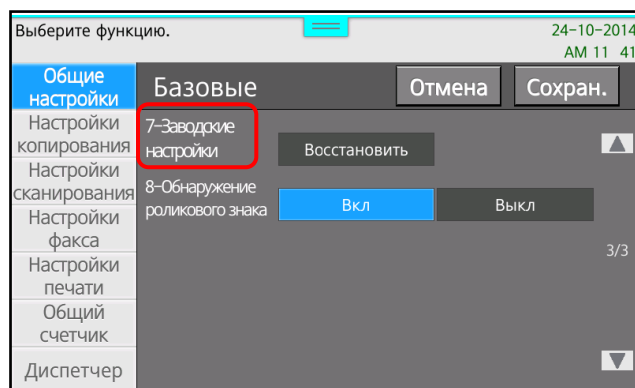 Выберите функцию.
24-10-2014
AM 11 41
Общие
настройки
Базовые
Отмена
Сохран.
Настройки
копирования
7-Заводские
настройки
Восстановить
Настройки
сканирования
8-Обнаружение
роликового знака
Вкл
Выкл
Настройки
факса
3/3
Настройки
печати
Общий
счетчик
Диспетчер